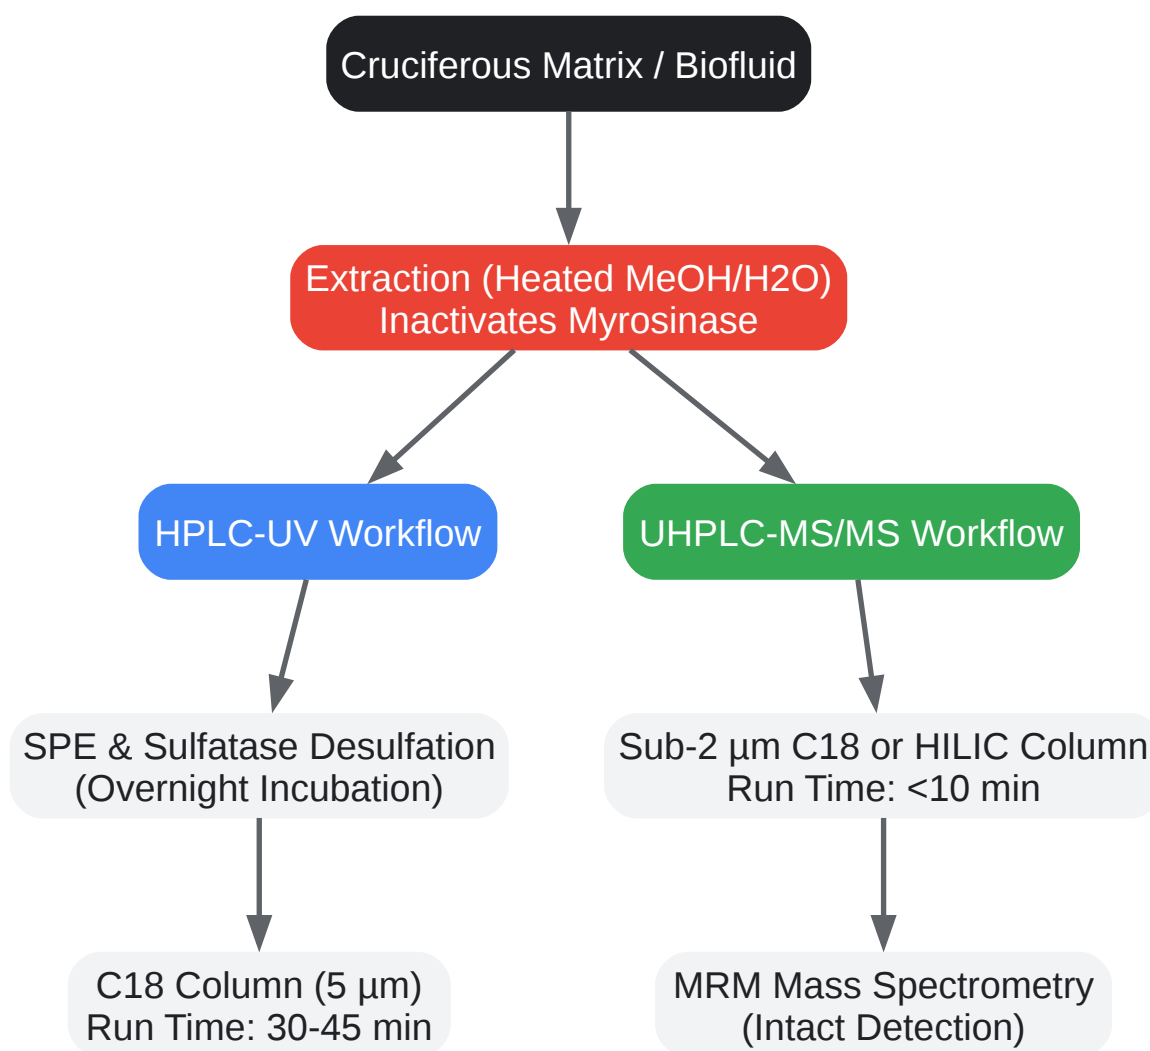 Cruciferous Matrix / Biofluid
Extraction (Heated MeOH/H2O)
Inactivates Myrosinase
HPLC-UV Workflow
UHPLC-MS/MS Workflow
SPE & Sulfatase Desulfation
(Overnight Incubation)
Sub-2 µm C18 or HILIC Column
Run Time: <10 min
C18 Column (5 µm)
Run Time: 30-45 min
MRM Mass Spectrometry
(Intact Detection)